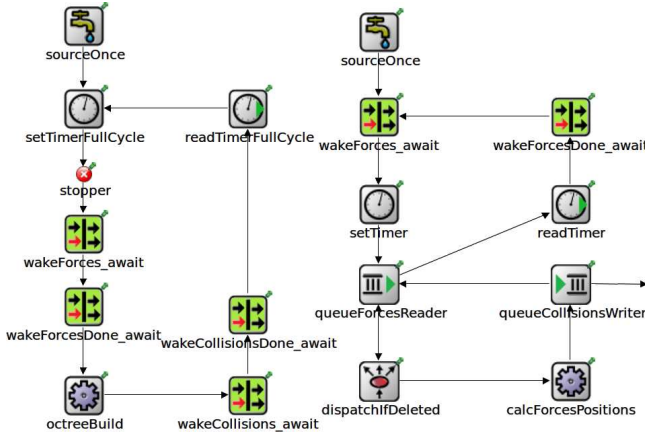 sourceOnce
sourceOnce
setTimerFullCycle
readTimerFullCycle
wakeForces_await
wakeForcesDone_await
stopper
setTimer
readTimer
wakeForces_await
queueForcesReader
queueCollisionsWriter
wakeForcesDone_await
wakeCollisionsDone_await
dispatchIfDeleted
calcForcesPositions
octreeBuild
wakeCollisions_await